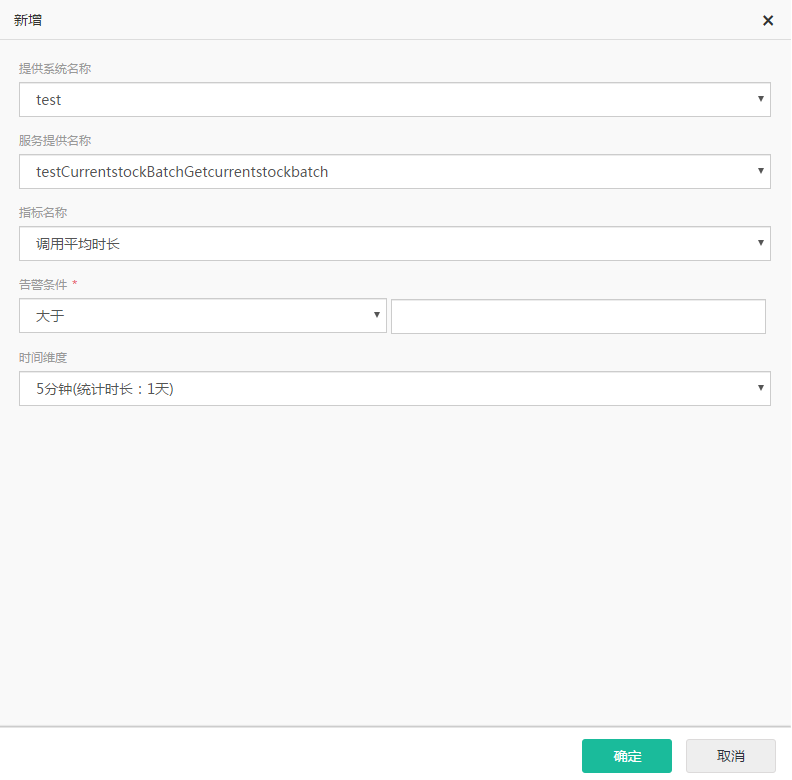 新增
提供系统名称
test
服务提供名称
testCurrentstockBatchGetcurrentstockbatch
指标名称
调用平均时长
告警条件 *
大于
时间维度
5分钟(统计时长：1天)
确定 取消